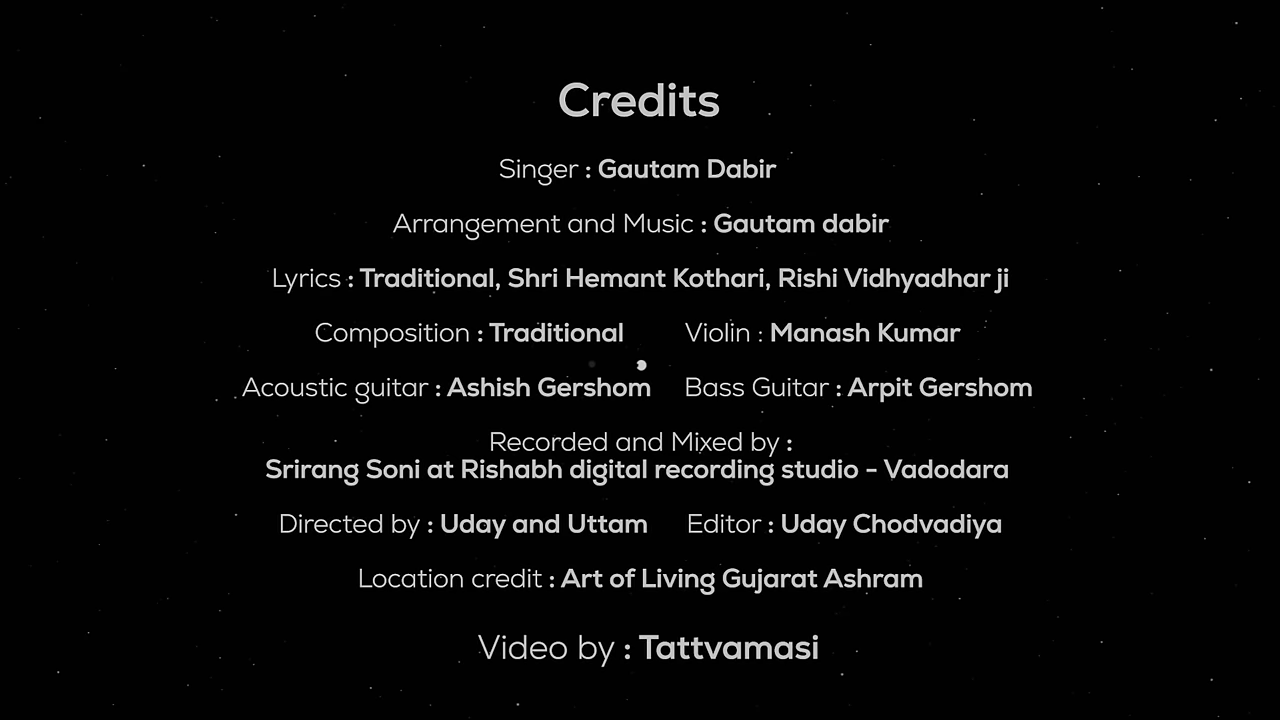 Credits
Singer : Gautam Dabir
Arrangement and Music : Gautam dabir
Lyrics : Traditional, Shri Hemant Kothari, Rishi Vidhyadhar ji
Composition : Traditional Violin : Manash Kumar
Acoustic guitar : Ashish Gershom Bass Guitar : Arpit Gershom
Recorded and Mixed by :
Srirang Soni at Rishabh digital recording studio - Vadodara
Directed by : Uday and Uttam Editor : Uday Chodvadiya
Location credit : Art of Living Gujarat Ashram
Video by : Tattvamasi